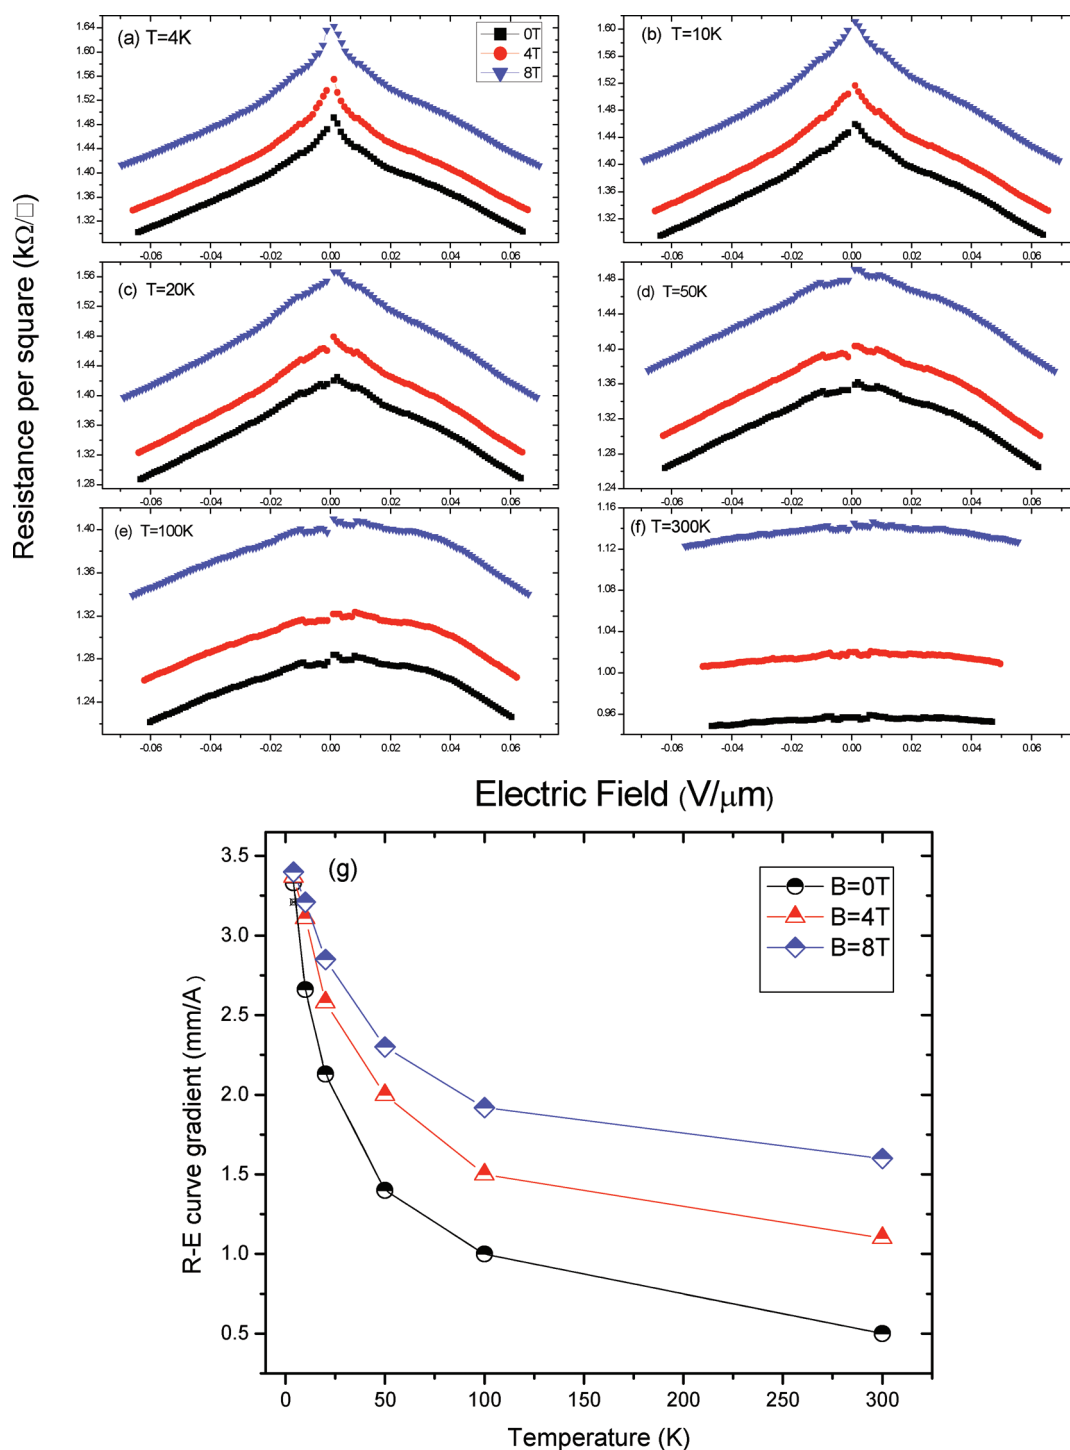 (a) T=4K
0T
4T
8T
1.64
1.60
1.56
1.52
1.48
1.44
1.40
1.36
1.32
-0.06 -0.04 -0.02 0.00 0.02 0.04 0.06
(b) T=10K
1.60
1.56
1.52
1.48
1.44
1.40
1.36
1.32
-0.06 -0.04 -0.02 0.00 0.02 0.04 0.06
(c) T=20K
1.56
1.52
1.48
1.44
1.40
1.36
1.32
1.28
-0.06 -0.04 -0.02 0.00 0.02 0.04 0.06
(d) T=50K
1.48
1.44
1.40
1.36
1.32
1.28
1.24
-0.06 -0.04 -0.02 0.00 0.02 0.04 0.06
(e) T=100K
1.40
1.36
1.32
1.28
1.24
-0.06 -0.04 -0.02 0.00 0.02 0.04 0.06
(f) T=300K
1.16
1.12
1.08
1.04
1.00
0.96
-0.06 -0.04 -0.02 0.00 0.02 0.04 0.06
Resistance per square (kΩ/□)
Electric Field (V/μm)
(g)
B=0T
B=4T
B=8T
3.5
3.0
2.5
2.0
1.5
1.0
0.5
0 50 100 150 200 250 300
R-E curve gradient (mm/A)
Temperature (K)